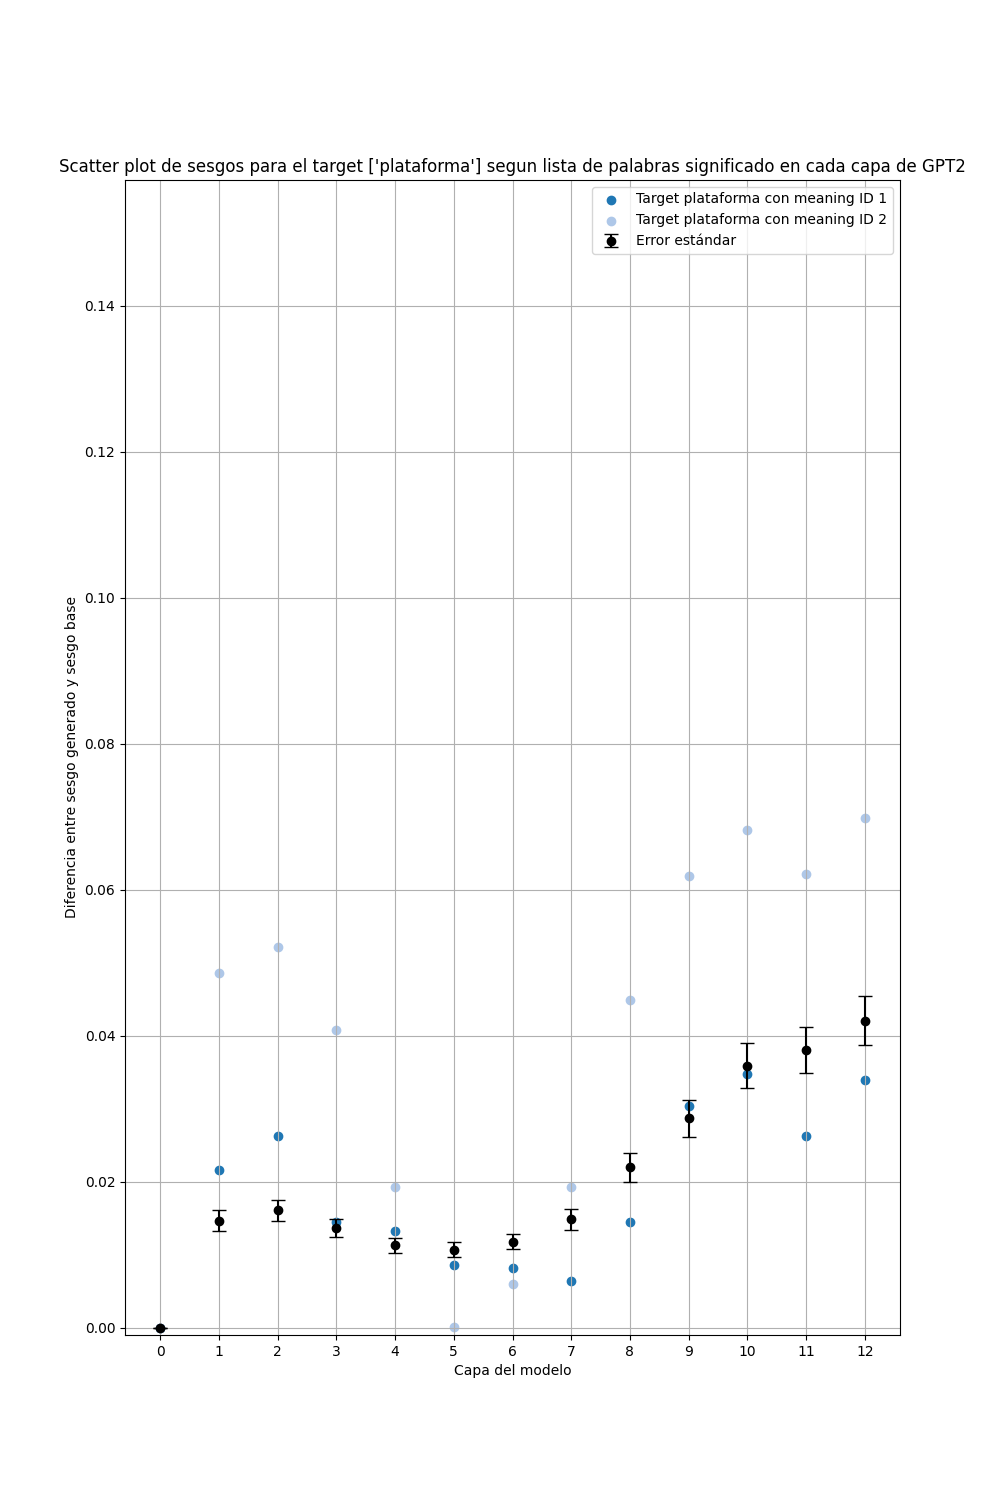 Scatter plot de sesgos para el target ['plataforma'] segun lista de palabras significado en cada capa de GPT2
Target plataforma con meaning ID 1
Target plataforma con meaning ID 2
Error estándar
Diferencia entre sesgo generado y sesgo base
0.14
0.12
0.10
0.08
0.06
0.04
0.02
0.00
0 1 2 3 4 5 6 7 8 9 10 11 12
Capa del modelo